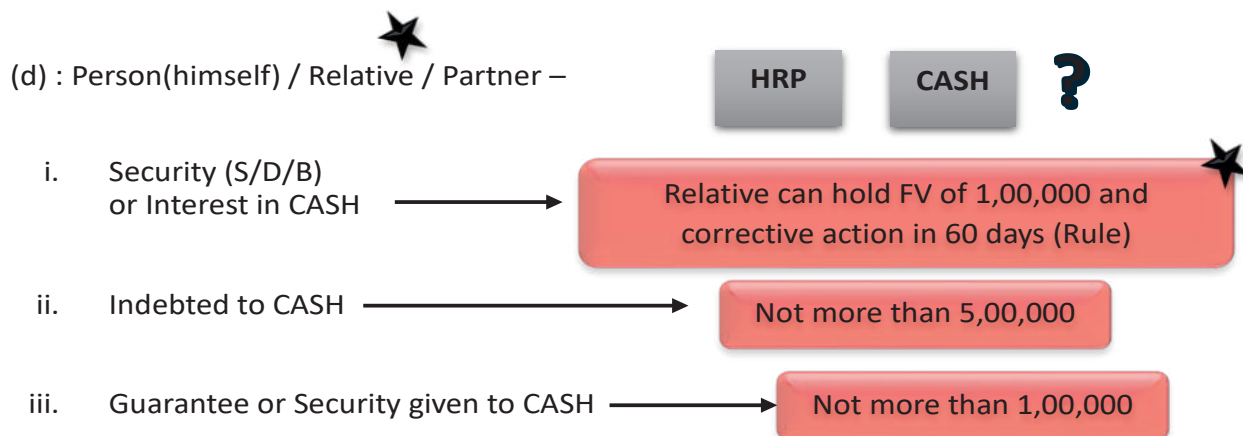 (d) : Person(himself) / Relative / Partner –
HRP
CASH
?
i. Security (S/D/B)
or Interest in CASH
Relative can hold FV of 1,00,000 and
corrective action in 60 days (Rule)
ii. Indebted to CASH
Not more than 5,00,000
iii. Guarantee or Security given to CASH
Not more than 1,00,000